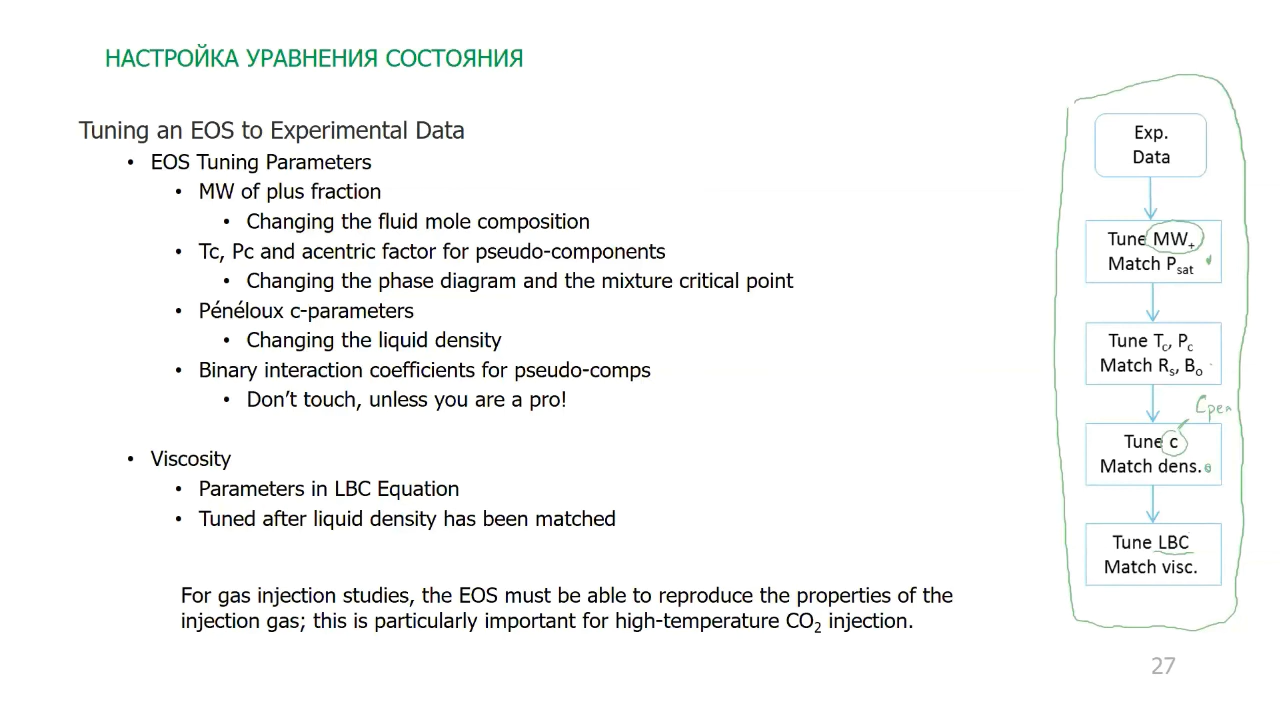 НАСТРОЙКА УРАВНЕНИЯ СОСТОЯНИЯ
Tuning an EOS to Experimental Data
• EOS Tuning Parameters
• MW of plus fraction
• Changing the fluid mole composition
• Tc, Pc and acentric factor for pseudo-components
• Changing the phase diagram and the mixture critical point
• Pénéloux c-parameters
• Changing the liquid density
• Binary interaction coefficients for pseudo-comps
• Don’t touch, unless you are a pro!
• Viscosity
• Parameters in LBC Equation
• Tuned after liquid density has been matched
For gas injection studies, the EOS must be able to reproduce the properties of the
injection gas; this is particularly important for high-temperature CO2 injection.
Exp.
Data
Tune MW+
Match Psat
Tune Tc, Pc
Match Rs, Bo
Tune c
Match dens.
Tune LBC
Match visc.
27